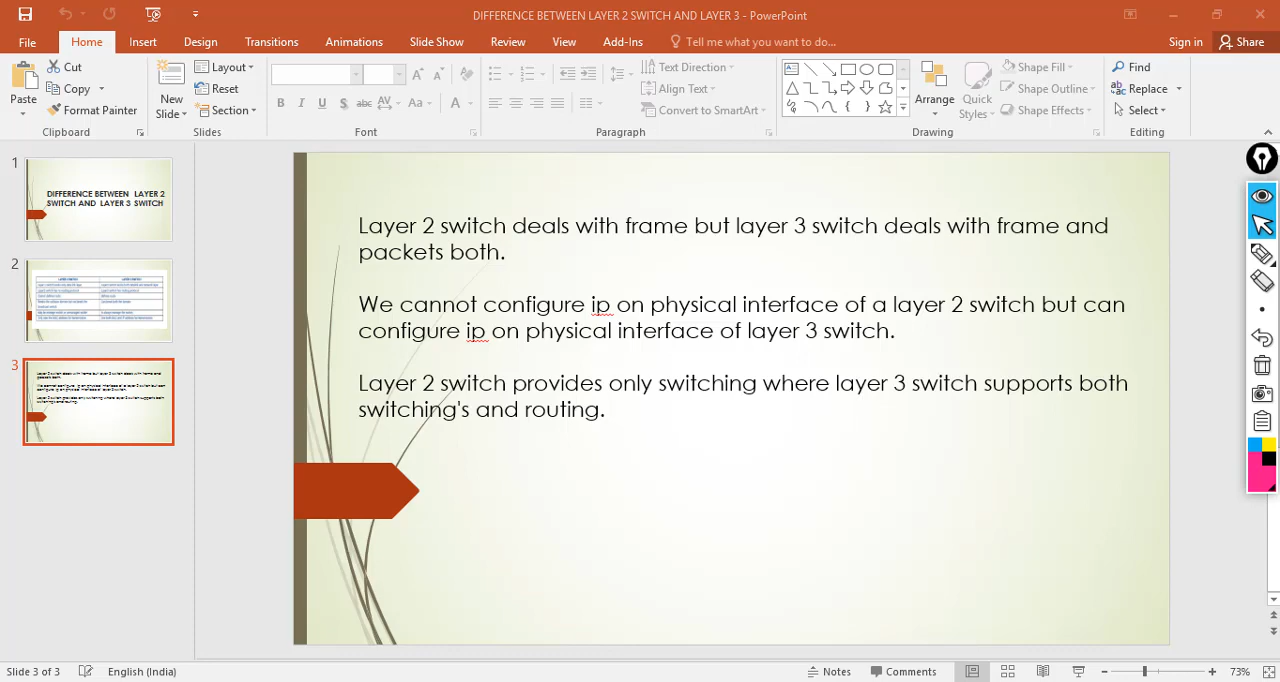 DIFFERENCE BETWEEN LAYER 2 SWITCH AND LAYER 3 - PowerPoint
File Home Insert Design Transitions Animations Slide Show Review View Add-Ins Tell me what you want to do... Sign in Share
Paste
Cut
Copy
Format Painter
Clipboard
New
Slide
Layout
Reset
Section
Slides
B I U S abc AV Aa A
Font
Text Direction
Align Text
Convert to SmartArt
Paragraph
Arrange
Quick
Styles
Shape Fill
Shape Outline
Shape Effects
Drawing
Find
Replace
Select
Editing
1
DIFFERENCE BETWEEN LAYER 2
SWITCH AND LAYER 3 SWITCH
2
3
Layer 2 switch deals with frame but layer 3 switch deals with frame and
packets both.
We cannot configure ip on physical interface of a layer 2 switch but can
configure ip on physical interface of layer 3 switch.
Layer 2 switch provides only switching where layer 3 switch supports both
switching's and routing.
Slide 3 of 3 English (India) Notes Comments 73%